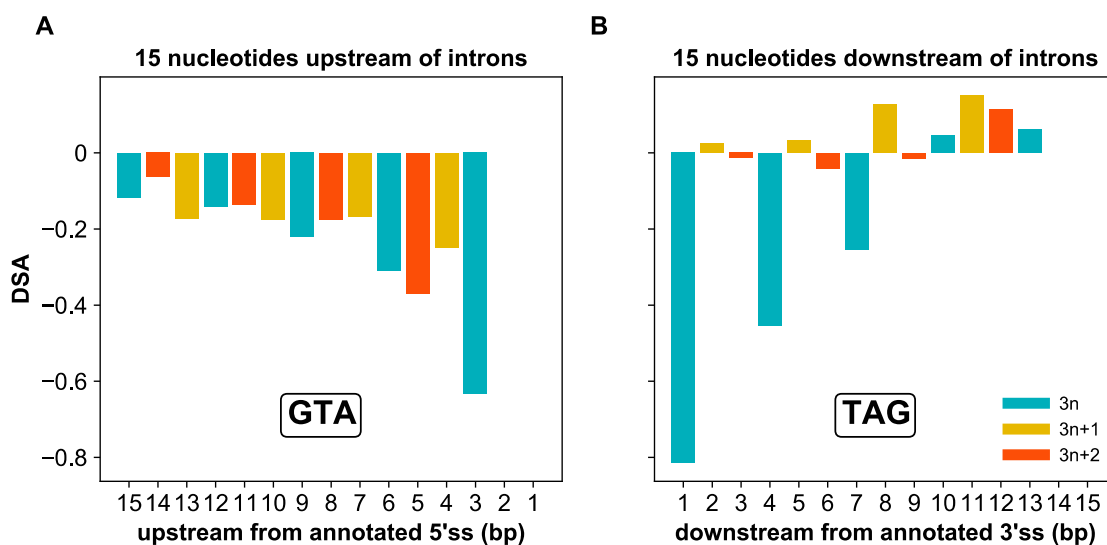 A
15 nucleotides upstream of introns
DSA
0
−0.2
−0.4
−0.6
−0.8
GTA
15 14 13 12 11 10 9 8 7 6 5 4 3 2 1
upstream from annotated 5'ss (bp)
B
15 nucleotides downstream of introns
TAG
3n
3n+1
3n+2
1 2 3 4 5 6 7 8 9 10 11 12 13 14 15
downstream from annotated 3'ss (bp)